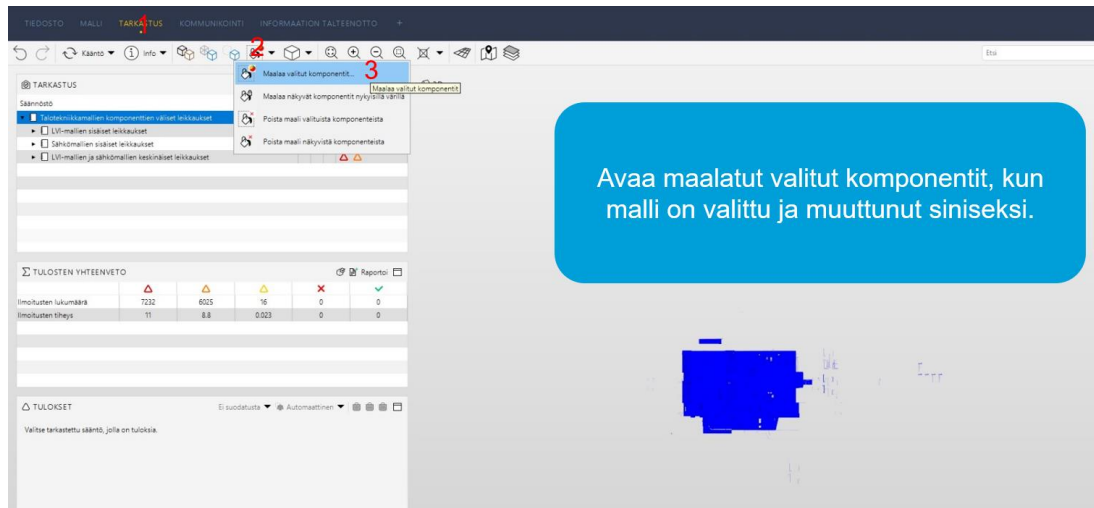 TIEDOSTO MALLI TARKASTUS KOMMUNIKOINTI INFORMAATION TALTEENOTTO +
1
Kääntö Info
2
Etsi
TARKASTUS
3D
Säännöstö
Talotekniikkamallien komponenttien väliset leikkaukset
LVI-mallien sisäiset leikkaukset
Sähkömallien sisäiset leikkaukset
LVI-mallien ja sähkömallien keskinäiset leikkaukset
Maalaa valitut komponentit...
3
Maalaa valitut komponentit
Maalaa näkyvät komponentit nykyisillä värillä
Poista maali valituista komponenteista
Poista maali näkyvistä komponenteista
Avaa maalatut valitut komponentit, kun
malli on valittu ja muuttunut siniseksi.
TULOSTEN YHTEENVETO Raportoi
Ilmoitusten lukumäärä 7232 6025 16 0 0
Ilmoitusten tiheys 11 8.8 0.023 0 0
TULOKSET Ei suodatusta Automaattinen
Valitse tarkastettu sääntö, jolla on tuloksia.